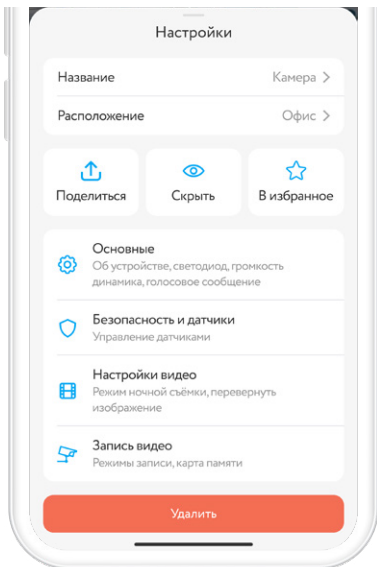 Настройки
Название Камера
Расположение Офис
Поделиться Скрыть В избранное
Основные
Об устройстве, светодиод, громкость
динамика, голосовое сообщение
Безопасность и датчики
Управление датчиками
Настройки видео
Режим ночной съёмки, перевернуть
изображение
Запись видео
Режимы записи, карта памяти
Удалить